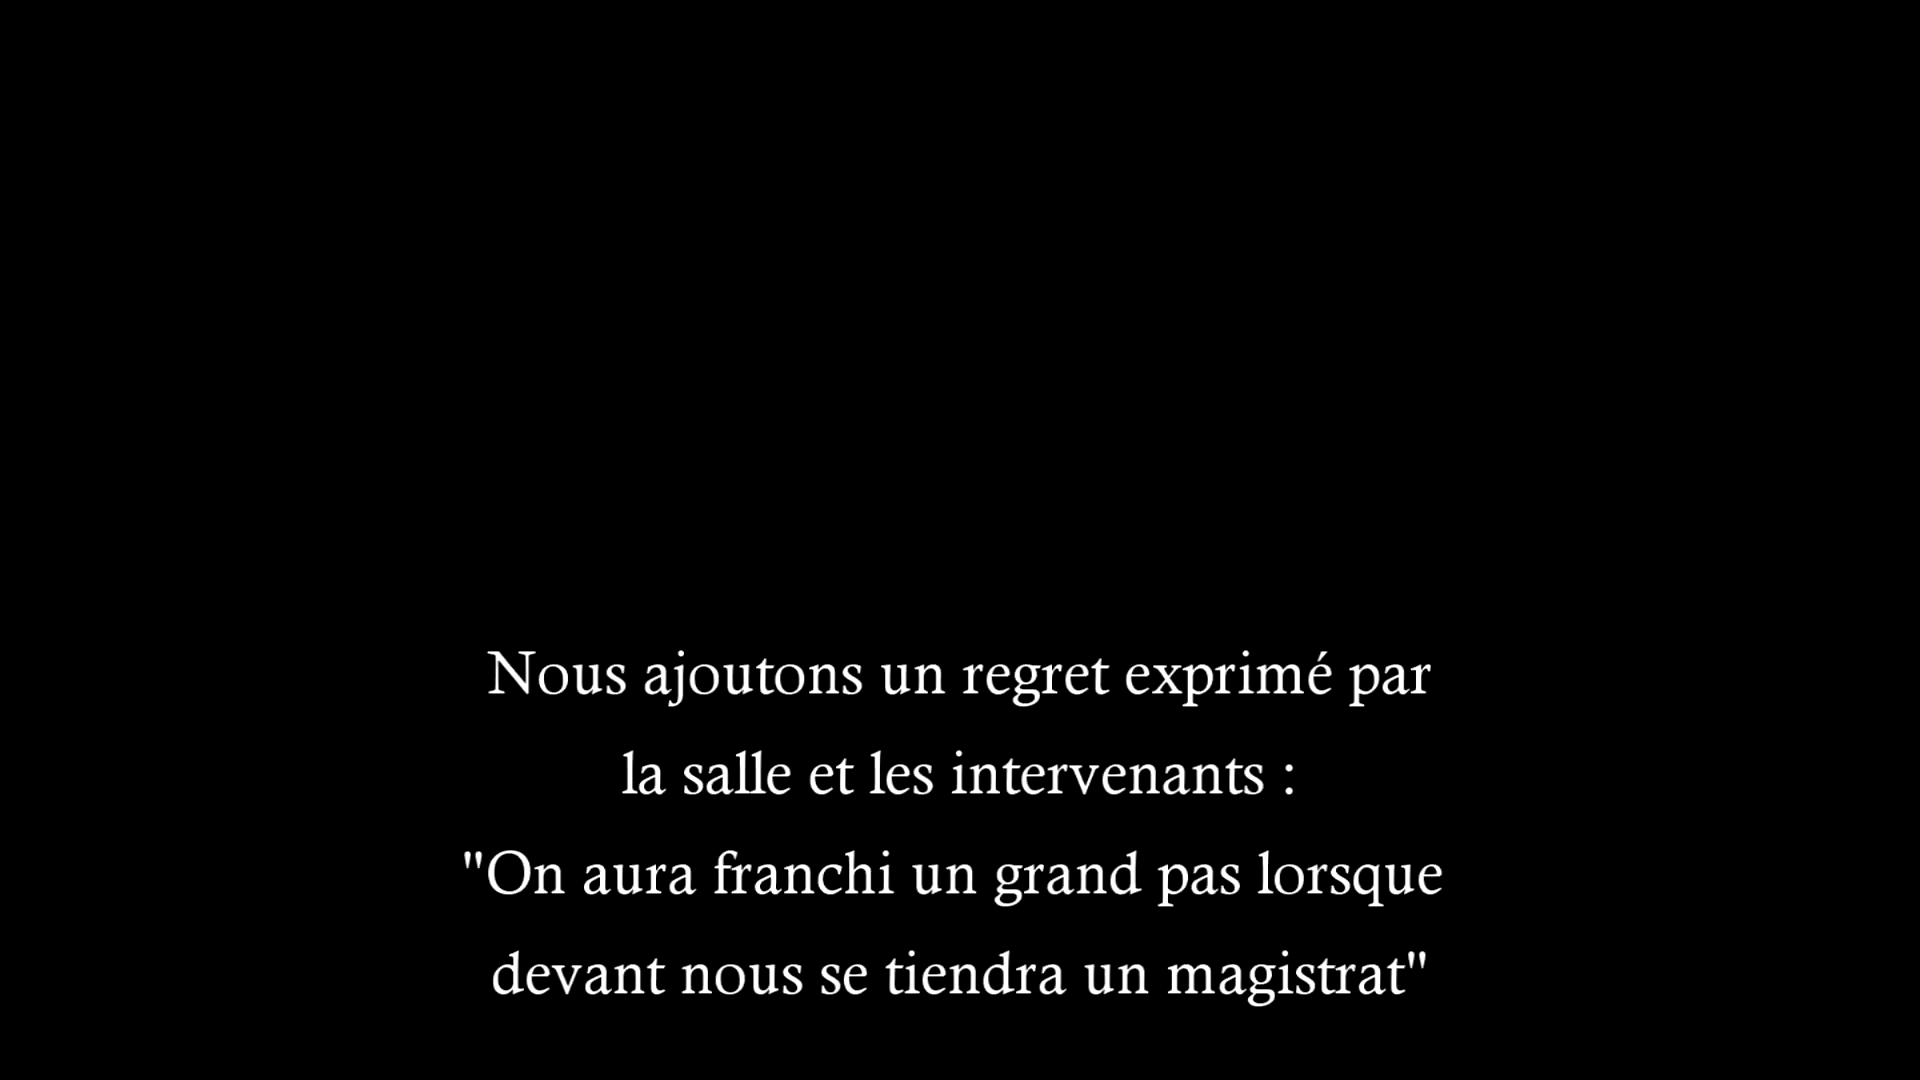 Nous ajoutons un regret exprimé par
la salle et les intervenants :
"On aura franchi un grand pas lorsque
devant nous se tiendra un magistrat"